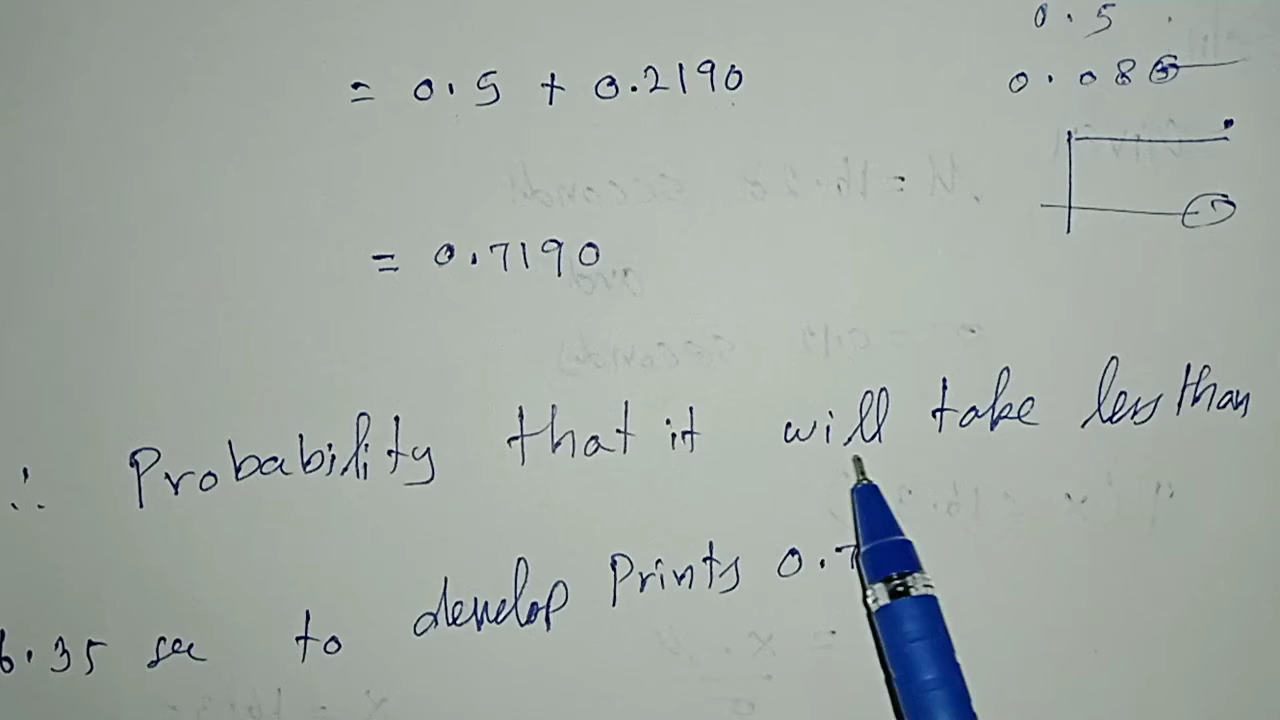 0.5
0.08
= 0.5 + 0.2190
= 0.7190
∴ Probability that it will take less than
6.35 sec to develop Prints 0.7